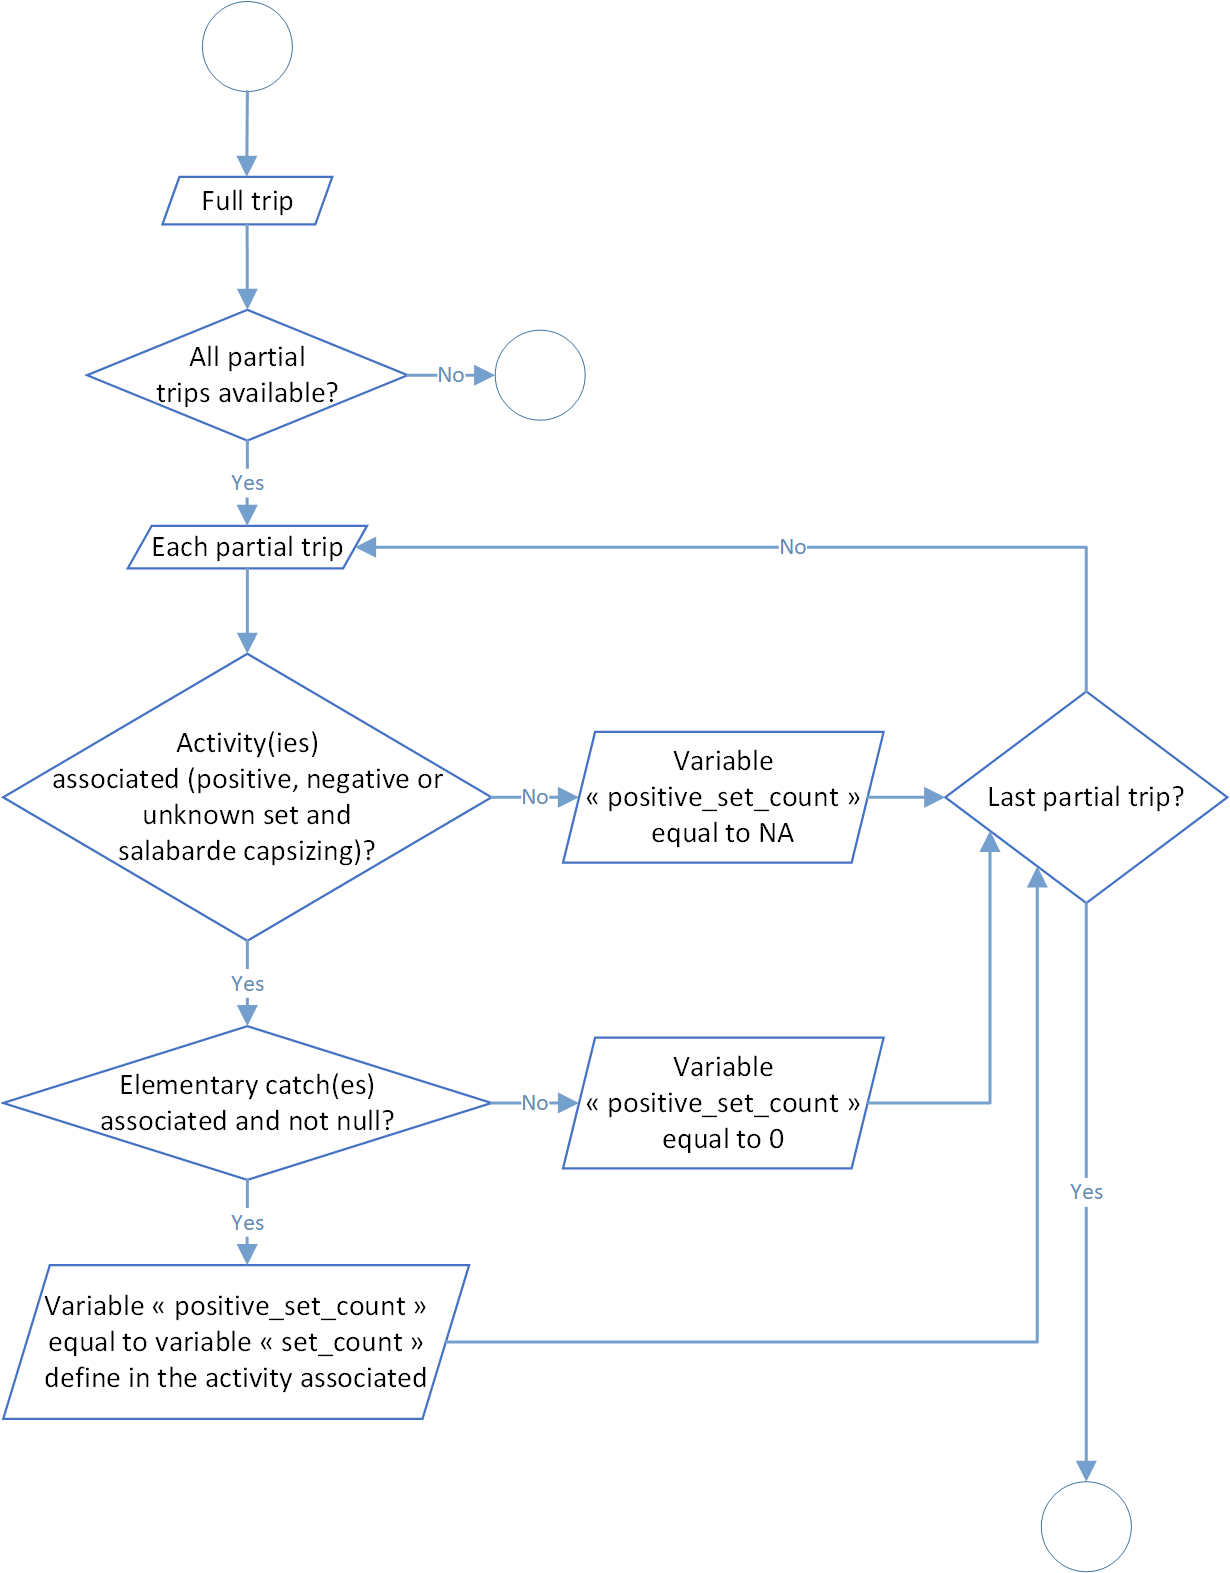 Full trip
All partial
trips available?
No
Yes
Each partial trip
No
Activity(ies)
associated (positive, negative or
unknown set and
salabarde capsizing)?
No
Variable
« positive_set_count »
equal to NA
Last partial trip?
Yes
Elementary catch(es)
associated and not null?
No
Variable
« positive_set_count »
equal to 0
Yes
Yes
Variable « positive_set_count »
equal to variable « set_count »
define in the activity associated